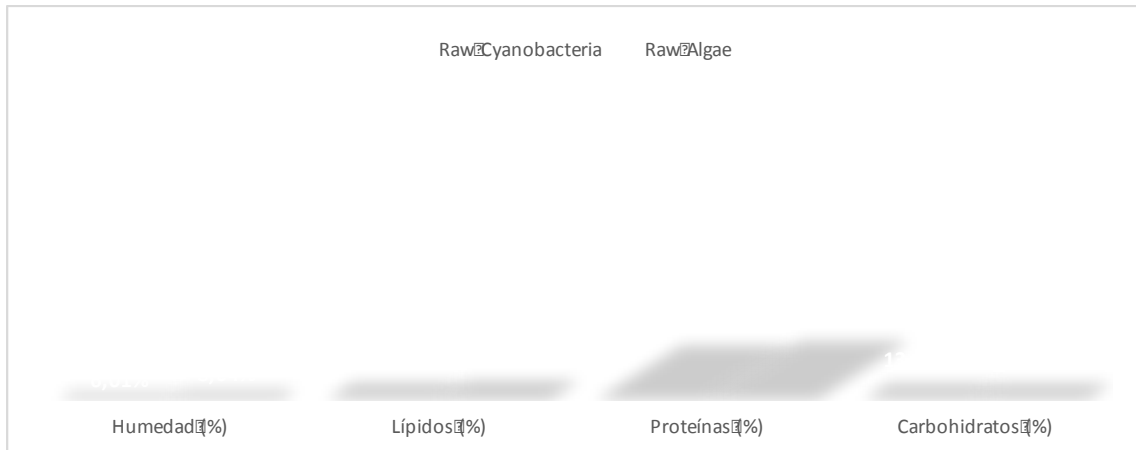 Raw Cyanobacteria Raw Algae
Humedad (%) Lípidos (%) Proteínas (%) Carbohidratos (%)